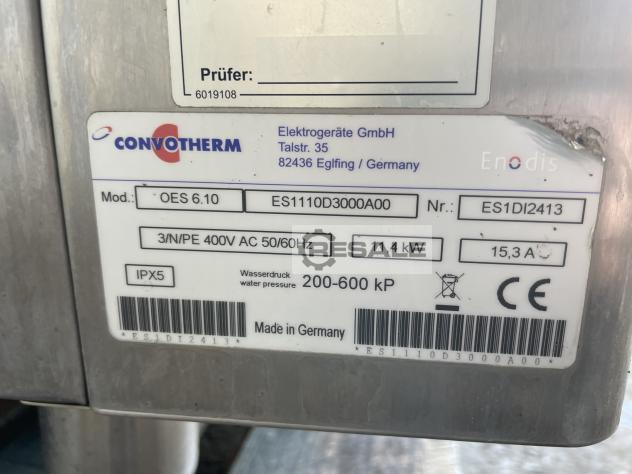 Prüfer:
6019108
CONVOTHERM
Elektrogeräte GmbH
Talstr. 35
82436 Eglfing / Germany
Enodis
Mod.: OES 6.10 ES1110D3000A00 Nr.: ES1DI2413
3/N/PE 400V AC 50/60Hz 11,4 kW 15,3 A
RESALE
IPX5 Wasserdruck
water pressure 200-600 kP
CE
Made in Germany
*ES1DI2413*
*ES1110D3000A00*